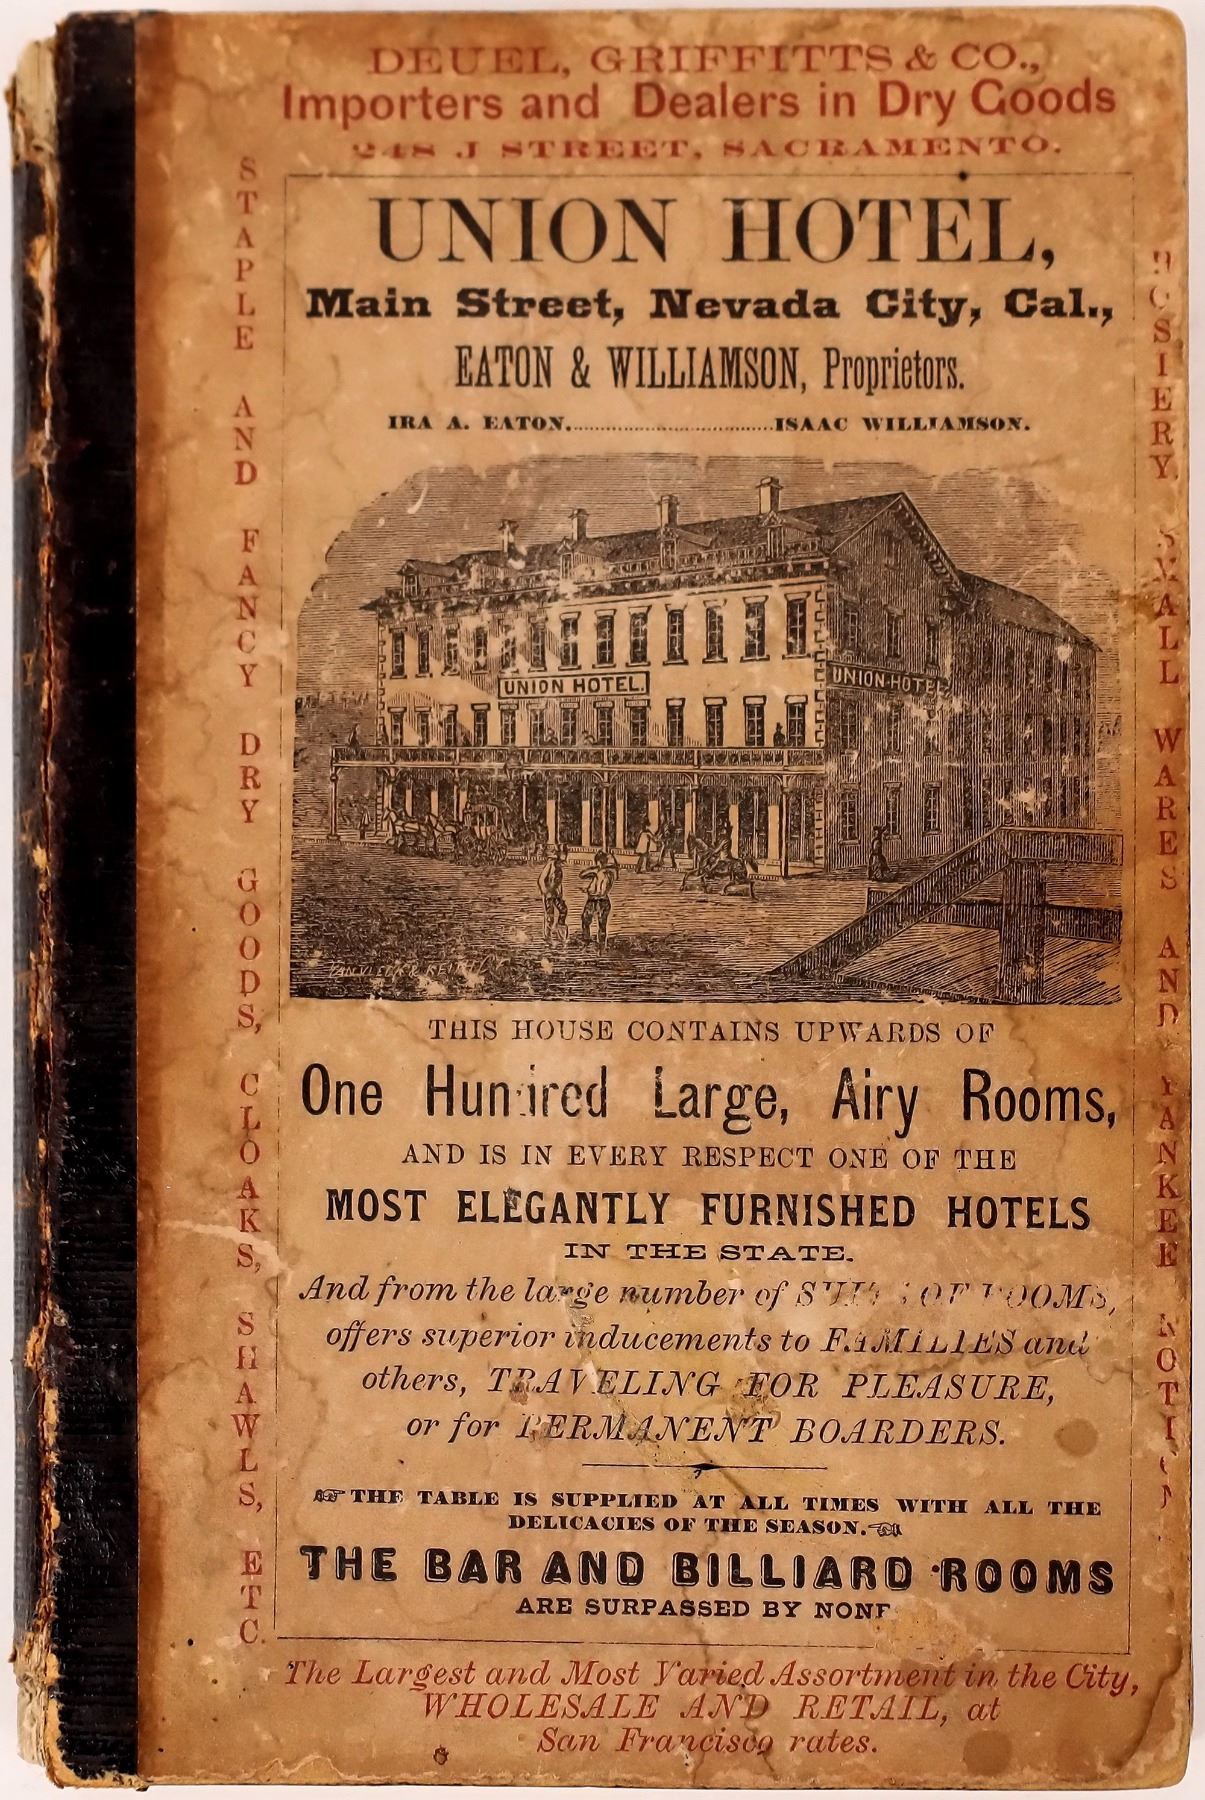 DEUEL, GRIFFITTS & CO.,
Importers and Dealers in Dry Goods
248 J STREET, SACRAMENTO.
STAPLE AND FANCY DRY GOODS, CLOAKS, SHAWLS, ETC.
UNION HOTEL,
Main Street, Nevada City, Cal.,
EATON & WILLIAMSON, Proprietors.
IRA A. EATON..................................ISAAC WILLIAMSON.
UNION HOTEL.
UNION-HOTEL
THIS HOUSE CONTAINS UPWARDS OF
One Hundred Large, Airy Rooms,
AND IS IN EVERY RESPECT ONE OF THE
MOST ELEGANTLY FURNISHED HOTELS
IN THE STATE.
And from the large number of SUITS OF ROOMS,
offers superior inducements to FAMILIES and
others, TRAVELING FOR PLEASURE,
or for PERMANENT BOARDERS.
☞THE TABLE IS SUPPLIED AT ALL TIMES WITH ALL THE
DELICACIES OF THE SEASON.☜
THE BAR AND BILLIARD ROOMS
ARE SURPASSED BY NONE
HOSIERY, SMALL WARES AND YANKEE NOTIONS
The Largest and Most Varied Assortment in the City,
WHOLESALE AND RETAIL, at
San Francisco rates.